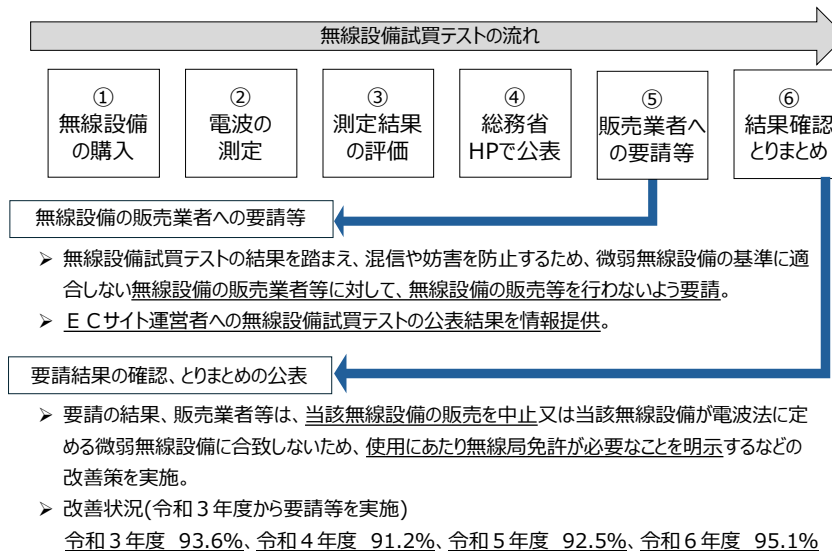 無線設備試買テストの流れ
①
無線設備
の購入
②
電波の
測定
③
測定結果
の評価
④
総務省
HPで公表
⑤
販売業者へ
の要請等
⑥
結果確認
とりまとめ
無線設備の販売業者への要請等
➢ 無線設備試買テストの結果を踏まえ、混信や妨害を防止するため、微弱無線設備の基準に適
合しない無線設備の販売業者等に対して、無線設備の販売等を行わないよう要請。
➢ ＥＣサイト運営者への無線設備試買テストの公表結果を情報提供。
要請結果の確認、とりまとめの公表
➢ 要請の結果、販売業者等は、当該無線設備の販売を中止又は当該無線設備が電波法に定
める微弱無線設備に合致しないため、使用にあたり無線局免許が必要なことを明示するなどの
改善策を実施。
➢ 改善状況(令和３年度から要請等を実施)
令和３年度 93.6%、令和４年度 91.2%、令和５年度 92.5%、令和６年度 95.1%